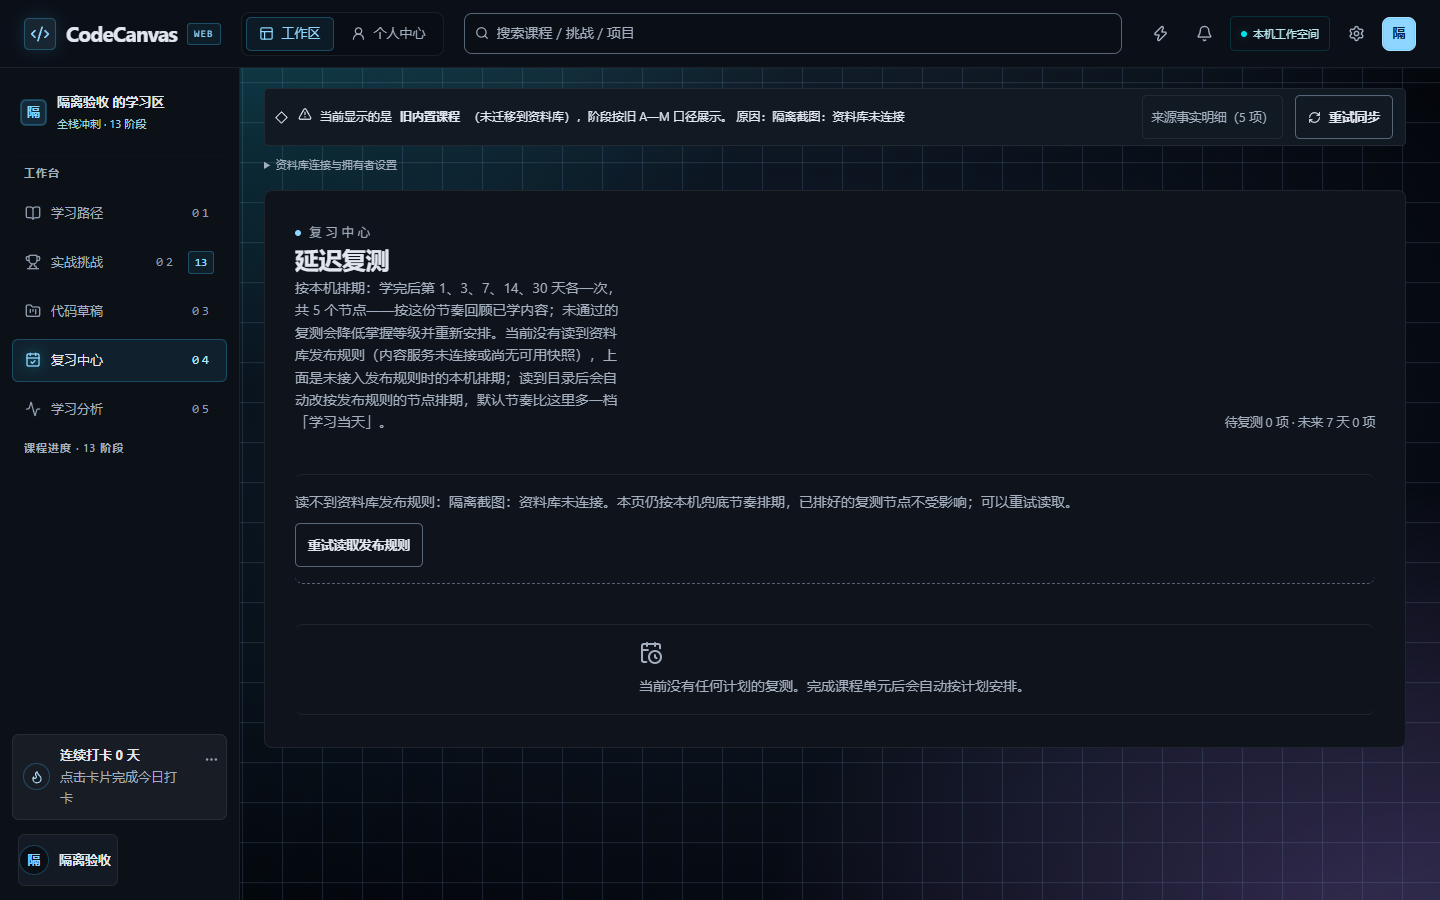 CodeCanvas WEB
工作区
个人中心
搜索课程 / 挑战 / 项目
本机工作空间
隔
隔
隔离验收 的学习区
全栈冲刺 · 13 阶段
工作台
学习路径 01
实战挑战 02 13
代码草稿 03
复习中心 04
学习分析 05
课程进度 · 13 阶段
连续打卡 0 天
点击卡片完成今日打
卡
隔 隔离验收
当前显示的是 旧内置课程 （未迁移到资料库），阶段按旧 A—M 口径展示。 原因：隔离截图：资料库未连接
来源事实明细（5 项）
重试同步
资料库连接与拥有者设置
复习中心
延迟复测
按本机排期：学完后第 1、3、7、14、30 天各一次，
共 5 个节点——按这份节奏回顾已学内容；未通过的
复测会降低掌握等级并重新安排。当前没有读到资料
库发布规则（内容服务未连接或尚无可用快照），上
面是未接入发布规则时的本机排期；读到目录后会自
动改按发布规则的节点排期，默认节奏比这里多一档
「学习当天」。
待复测 0 项 · 未来 7 天 0 项
读不到资料库发布规则：隔离截图：资料库未连接。本页仍按本机兜底节奏排期，已排好的复测节点不受影响；可以重试读取。
重试读取发布规则
当前没有任何计划的复测。完成课程单元后会自动按计划安排。